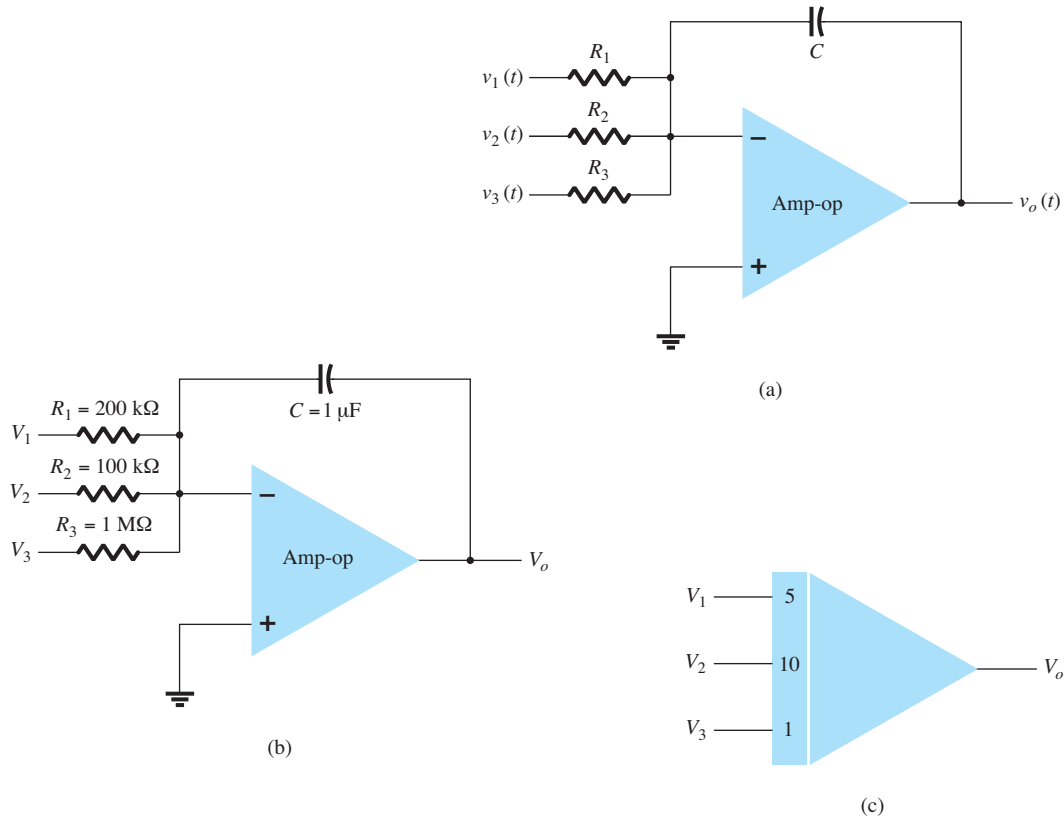 C
R₁
v₁(t)
R₂
v₂(t)
R₃
v₃(t)
−
Amp-op
+
vₒ(t)
(a)
C = 1 μF
R₁ = 200 kΩ
V₁
R₂ = 100 kΩ
V₂
R₃ = 1 MΩ
V₃
−
Amp-op
+
Vₒ
(b)
V₁ 5
V₂ 10
V₃ 1
Vₒ
(c)